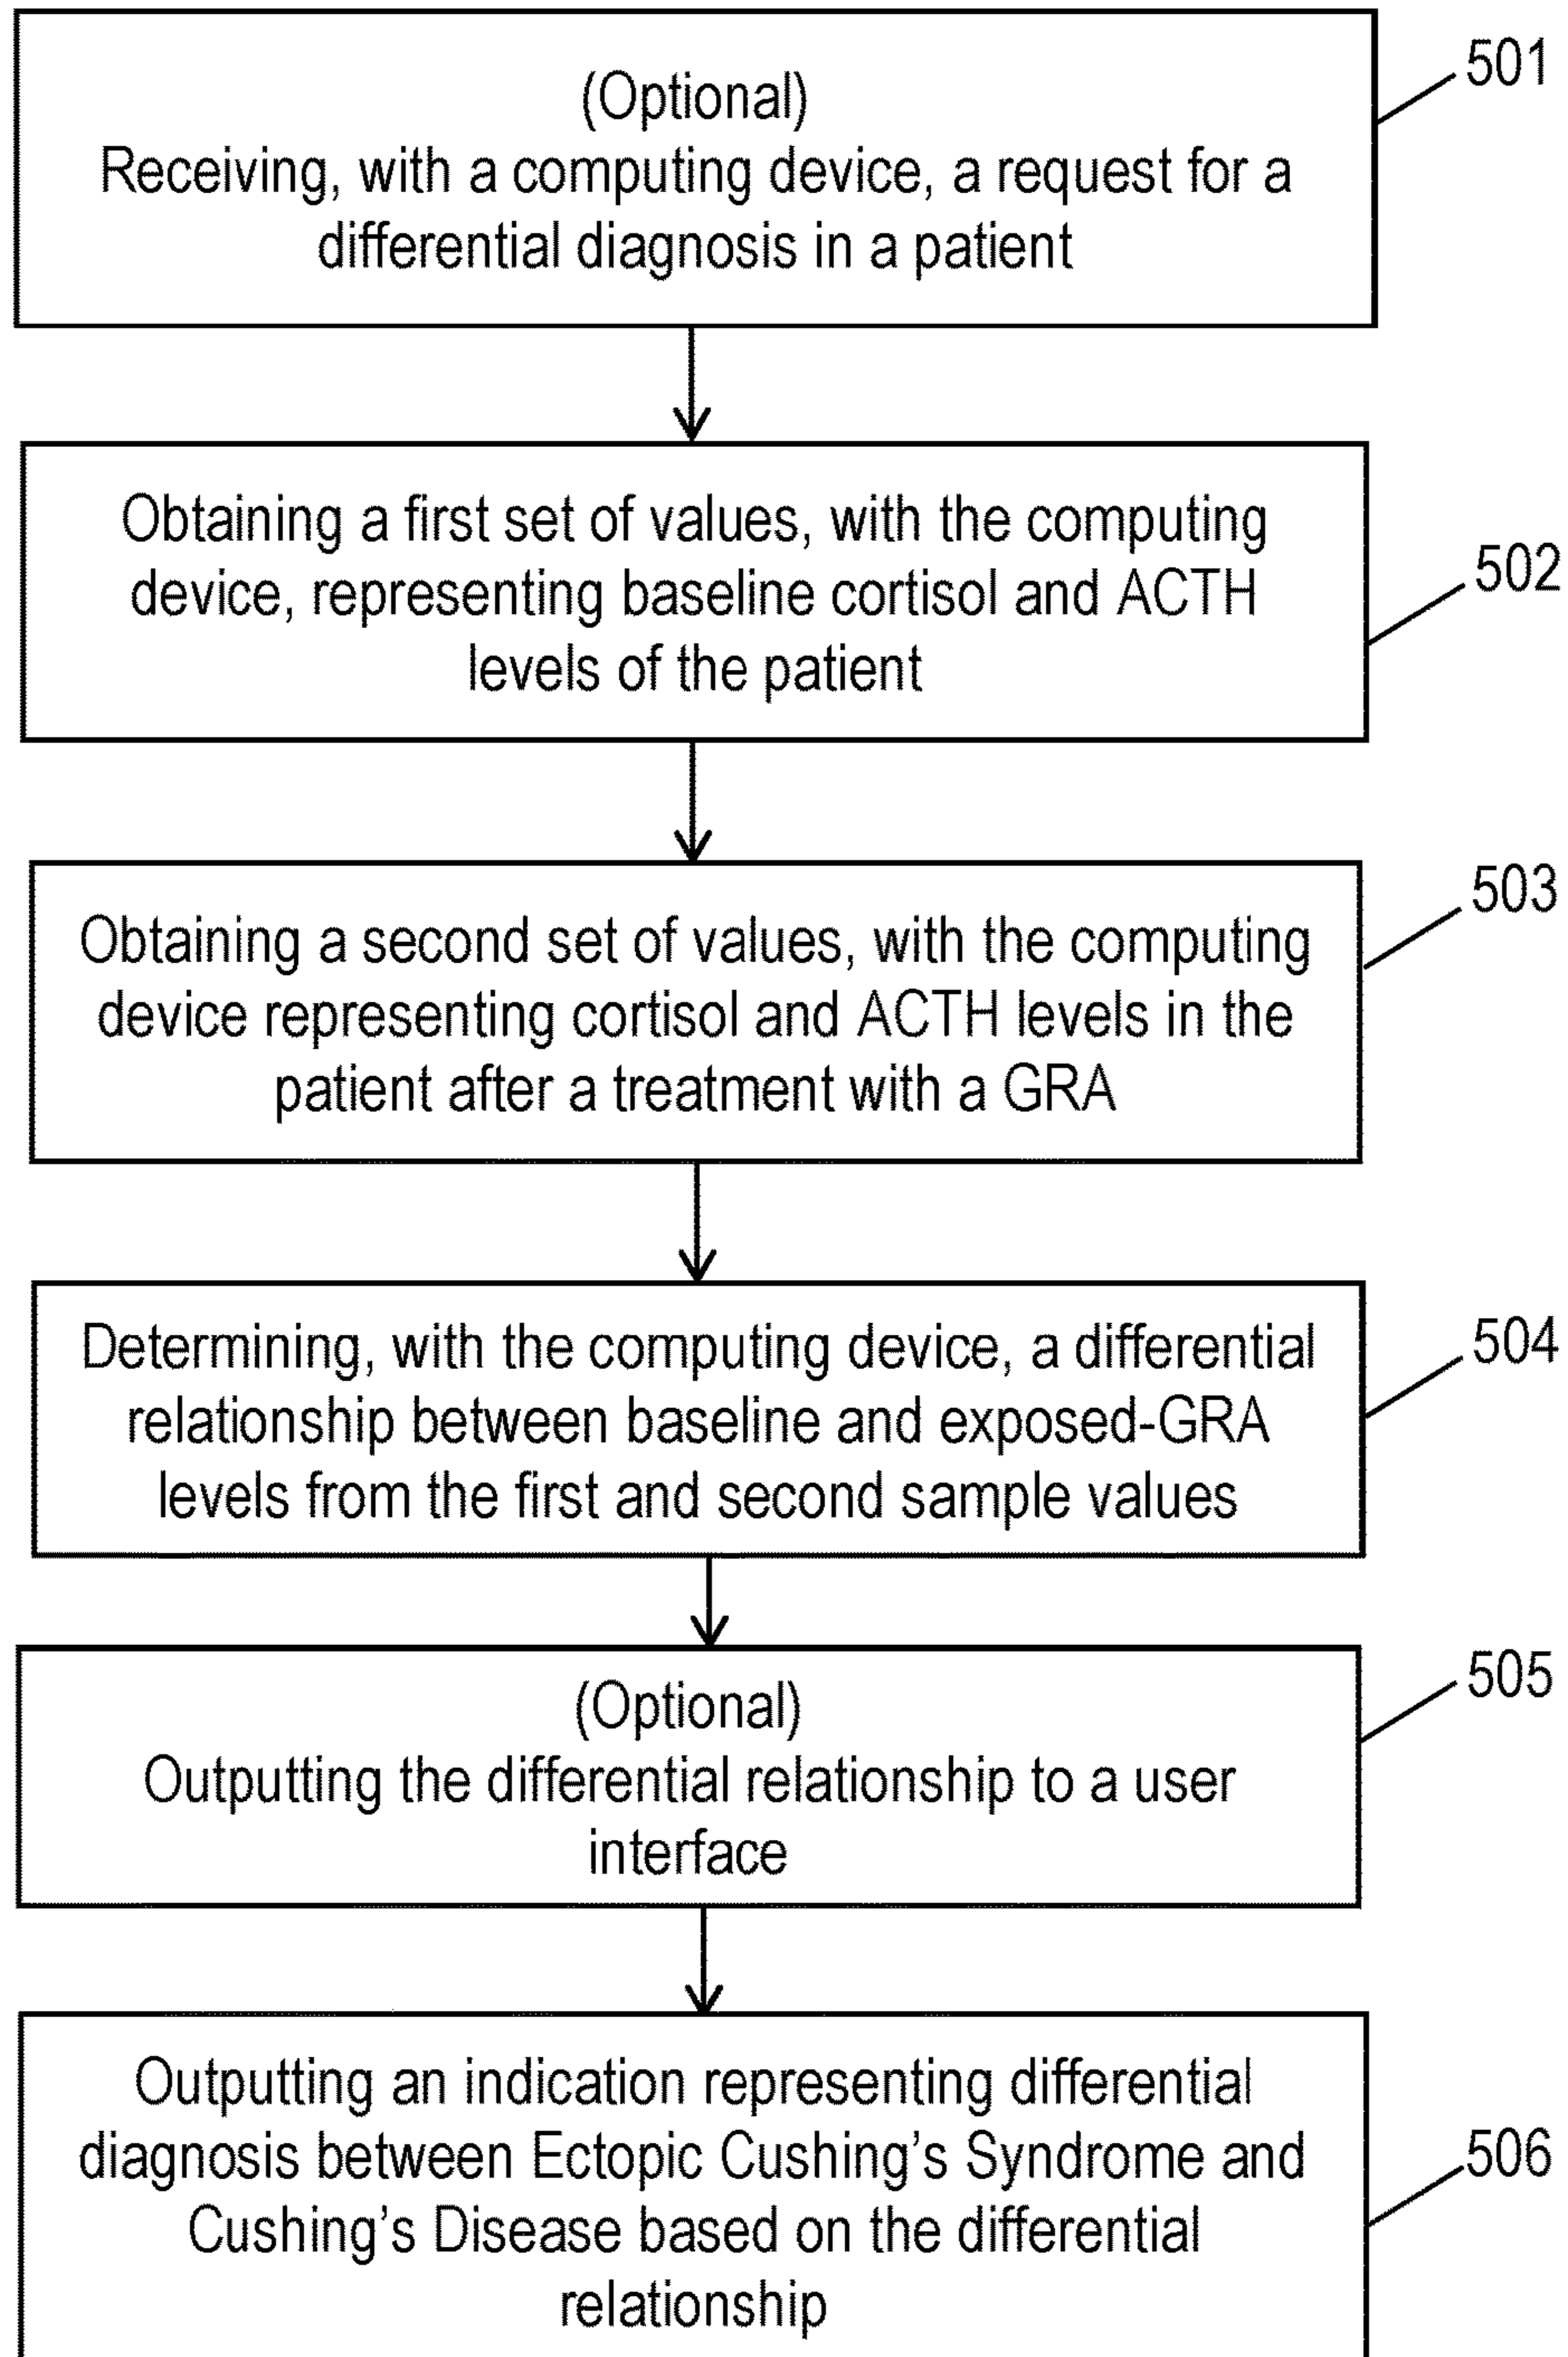 (Optional)
Receiving, with a computing device, a request for a
differential diagnosis in a patient
501
Obtaining a first set of values, with the computing
device, representing baseline cortisol and ACTH
levels of the patient
502
Obtaining a second set of values, with the computing
device representing cortisol and ACTH levels in the
patient after a treatment with a GRA
503
Determining, with the computing device, a differential
relationship between baseline and exposed-GRA
levels from the first and second sample values
504
(Optional)
Outputting the differential relationship to a user
interface
505
Outputting an indication representing differential
diagnosis between Ectopic Cushing’s Syndrome and
Cushing’s Disease based on the differential
relationship
506